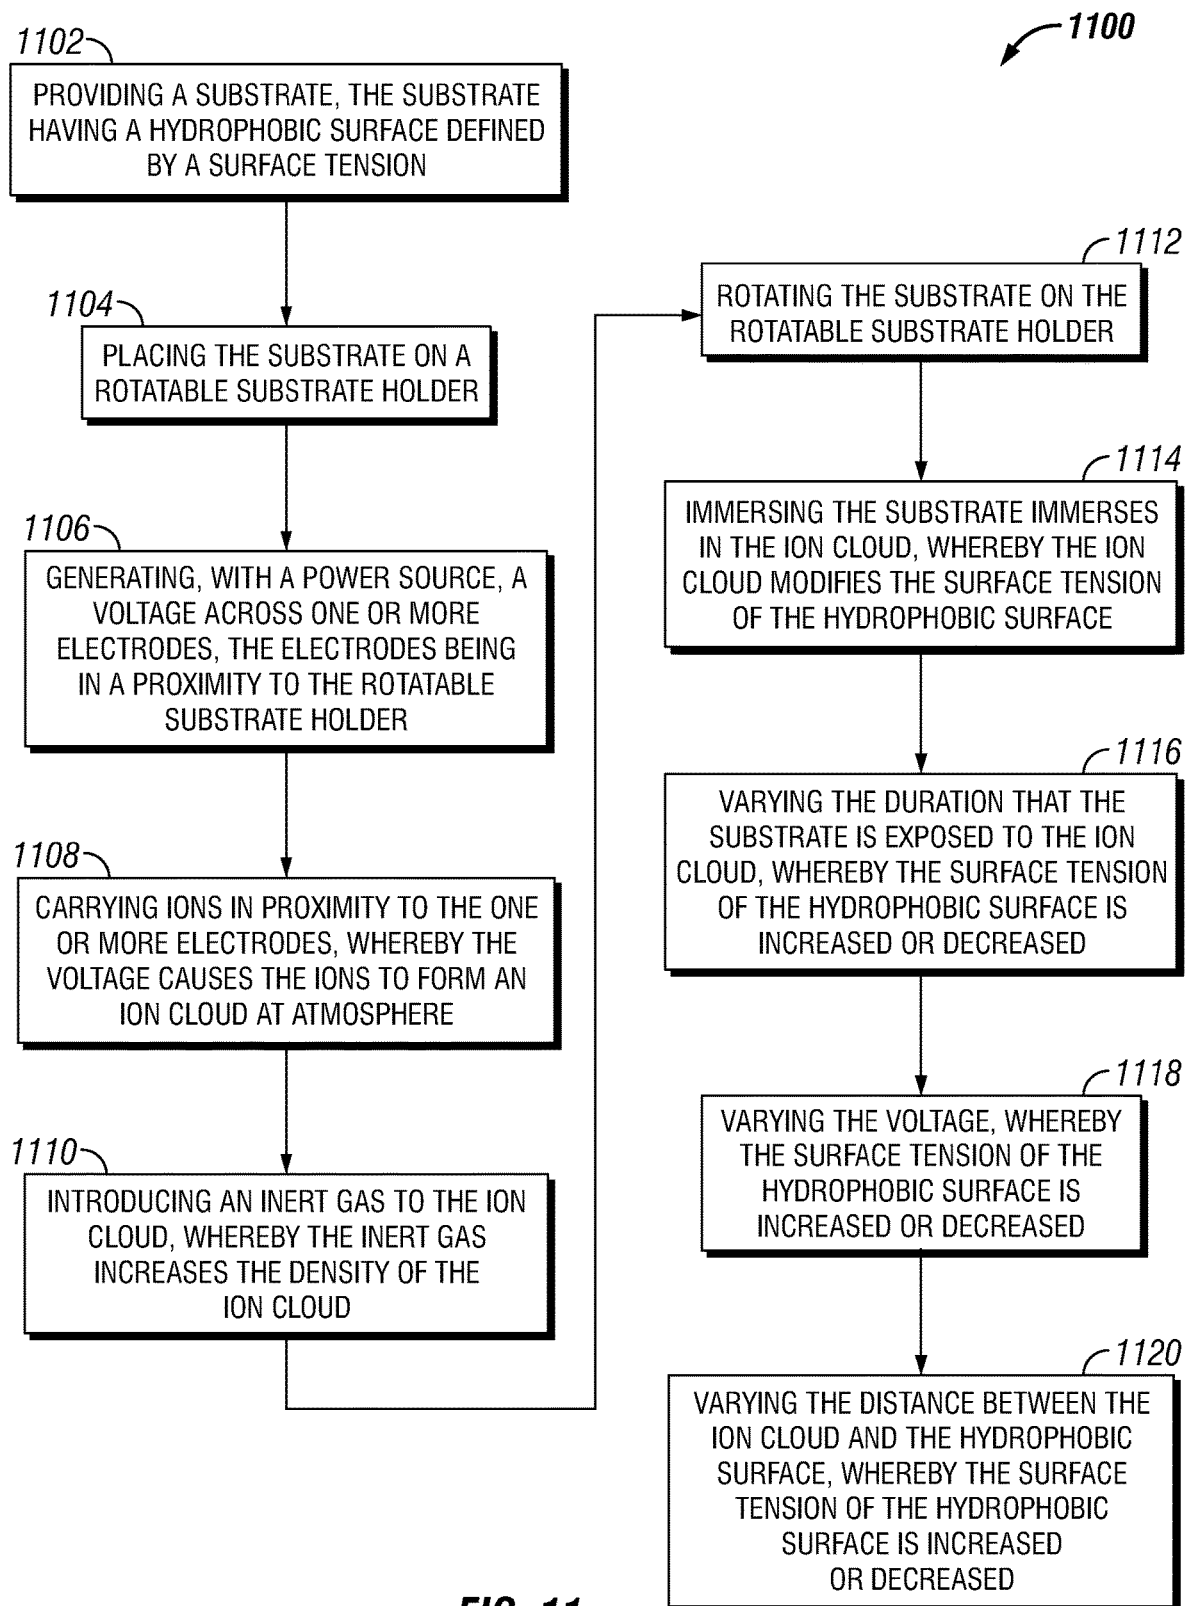 1100
1102
PROVIDING A SUBSTRATE, THE SUBSTRATE
HAVING A HYDROPHOBIC SURFACE DEFINED
BY A SURFACE TENSION
1104
PLACING THE SUBSTRATE ON A
ROTATABLE SUBSTRATE HOLDER
1106
GENERATING, WITH A POWER SOURCE, A
VOLTAGE ACROSS ONE OR MORE
ELECTRODES, THE ELECTRODES BEING
IN A PROXIMITY TO THE ROTATABLE
SUBSTRATE HOLDER
1108
CARRYING IONS IN PROXIMITY TO THE ONE
OR MORE ELECTRODES, WHEREBY THE
VOLTAGE CAUSES THE IONS TO FORM AN
ION CLOUD AT ATMOSPHERE
1110
INTRODUCING AN INERT GAS TO THE ION
CLOUD, WHEREBY THE INERT GAS
INCREASES THE DENSITY OF THE
ION CLOUD
1112
ROTATING THE SUBSTRATE ON THE
ROTATABLE SUBSTRATE HOLDER
1114
IMMERSING THE SUBSTRATE IMMERSES
IN THE ION CLOUD, WHEREBY THE ION
CLOUD MODIFIES THE SURFACE TENSION
OF THE HYDROPHOBIC SURFACE
1116
VARYING THE DURATION THAT THE
SUBSTRATE IS EXPOSED TO THE ION
CLOUD, WHEREBY THE SURFACE TENSION
OF THE HYDROPHOBIC SURFACE IS
INCREASED OR DECREASED
1118
VARYING THE VOLTAGE, WHEREBY
THE SURFACE TENSION OF THE
HYDROPHOBIC SURFACE IS
INCREASED OR DECREASED
1120
VARYING THE DISTANCE BETWEEN THE
ION CLOUD AND THE HYDROPHOBIC
SURFACE, WHEREBY THE SURFACE
TENSION OF THE HYDROPHOBIC
SURFACE IS INCREASED
OR DECREASED
FIG. 11